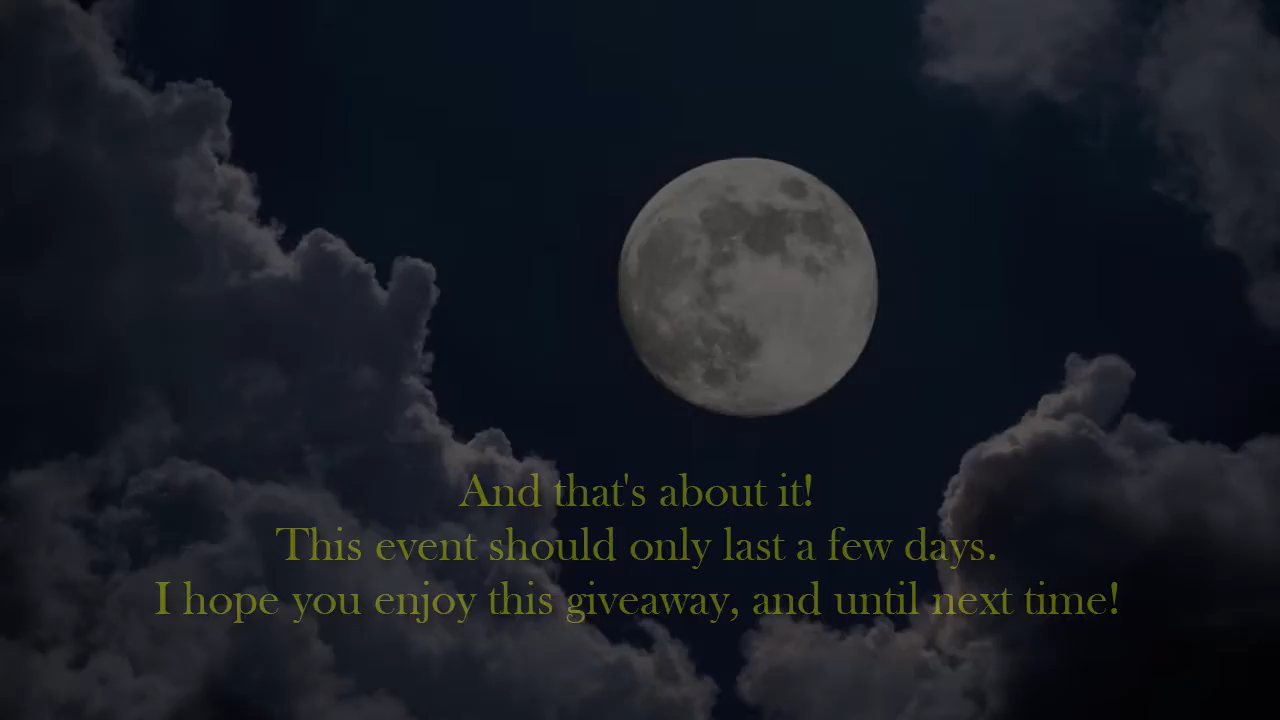 And that's about it!
This event should only last a few days.
I hope you enjoy this giveaway, and until next time!